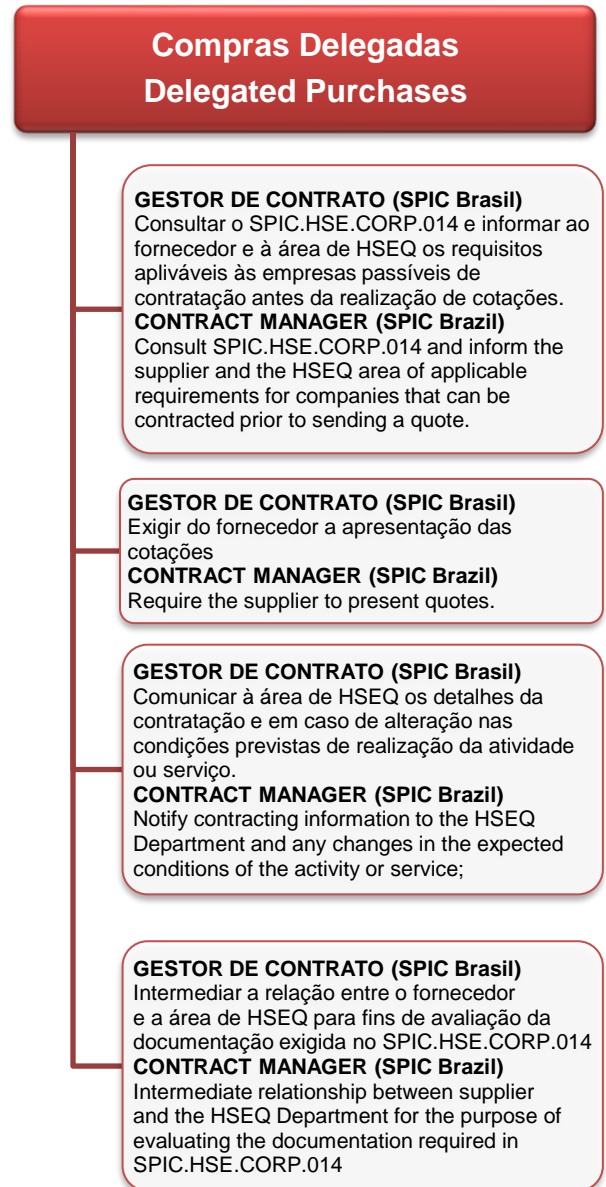 Compras Delegadas
Delegated Purchases
GESTOR DE CONTRATO (SPIC Brasil)
Consultar o SPIC.HSE.CORP.014 e informar ao
fornecedor e à área de HSEQ os requisitos
apliváveis às empresas passíveis de
contratação antes da realização de cotações.
CONTRACT MANAGER (SPIC Brazil)
Consult SPIC.HSE.CORP.014 and inform the
supplier and the HSEQ area of applicable
requirements for companies that can be
contracted prior to sending a quote.
GESTOR DE CONTRATO (SPIC Brasil)
Exigir do fornecedor a apresentação das
cotações
CONTRACT MANAGER (SPIC Brazil)
Require the supplier to present quotes.
GESTOR DE CONTRATO (SPIC Brasil)
Comunicar à área de HSEQ os detalhes da
contratação e em caso de alteração nas
condições previstas de realização da atividade
ou serviço.
CONTRACT MANAGER (SPIC Brazil)
Notify contracting information to the HSEQ
Department and any changes in the expected
conditions of the activity or service;
GESTOR DE CONTRATO (SPIC Brasil)
Intermediar a relação entre o fornecedor
e a área de HSEQ para fins de avaliação da
documentação exigida no SPIC.HSE.CORP.014
CONTRACT MANAGER (SPIC Brazil)
Intermediate relationship between supplier
and the HSEQ Department for the purpose of
evaluating the documentation required in
SPIC.HSE.CORP.014